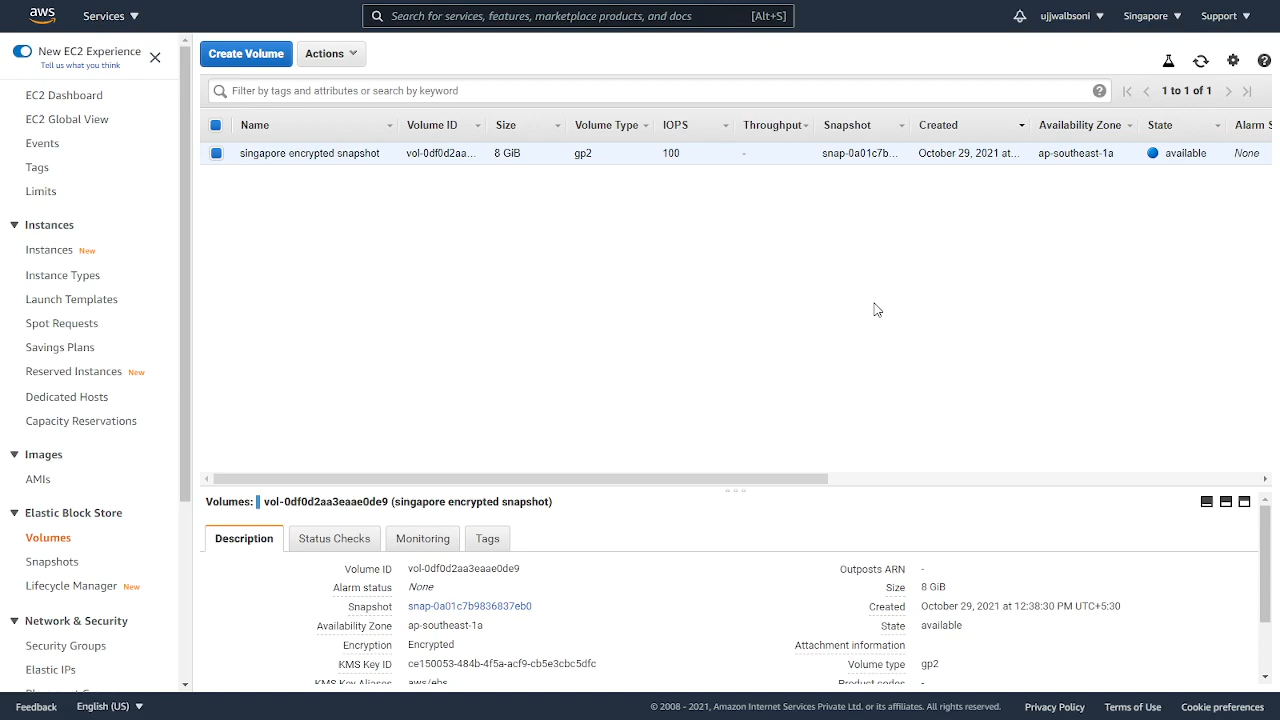 aws Services Search for services, features, marketplace products, and docs [Alt+S] ujjwalbsoni Singapore Support
New EC2 Experience
Tell us what you think
EC2 Dashboard
EC2 Global View
Events
Tags
Limits
Instances
Instances New
Instance Types
Launch Templates
Spot Requests
Savings Plans
Reserved Instances New
Dedicated Hosts
Capacity Reservations
Images
AMIs
Elastic Block Store
Volumes
Snapshots
Lifecycle Manager New
Network & Security
Security Groups
Elastic IPs
Create Volume Actions
Filter by tags and attributes or search by keyword 1 to 1 of 1
Name Volume ID Size Volume Type IOPS Throughput Snapshot Created Availability Zone State Alarm S
singapore encrypted snapshot vol-0df0d2aa... 8 GiB gp2 100 - snap-0a01c7b... October 29, 2021 at... ap-southeast-1a available None
Volumes: vol-0df0d2aa3eaae0de9 (singapore encrypted snapshot)
Description Status Checks Monitoring Tags
Volume ID vol-0df0d2aa3eaae0de9 Outposts ARN -
Alarm status None Size 8 GiB
Snapshot snap-0a01c7b9836837eb0 Created October 29, 2021 at 12:38:30 PM UTC+5:30
Availability Zone ap-southeast-1a State available
Encryption Encrypted Attachment information
KMS Key ID ce150053-484b-4f5a-acf9-cb5e3cbc5dfc Volume type gp2
KMS Key Aliases aws/ebs Product codes -
Feedback English (US) © 2008 - 2021, Amazon Internet Services Private Ltd. or its affiliates. All rights reserved. Privacy Policy Terms of Use Cookie preferences